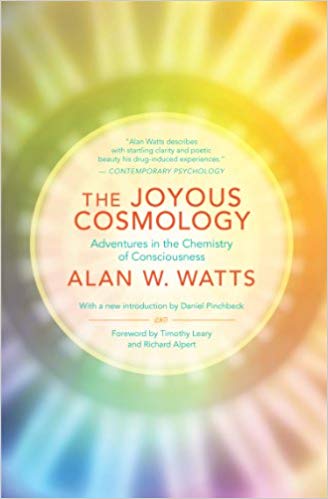 "Alan Watts describes
with startling clarity and poetic
beauty his drug-induced experiences."
— CONTEMPORARY PSYCHOLOGY
THE JOYOUS
COSMOLOGY
Adventures in the Chemistry
of Consciousness
ALAN W. WATTS
With a new introduction by Daniel Pinchbeck
Foreword by Timothy Leary
and Richard Alpert